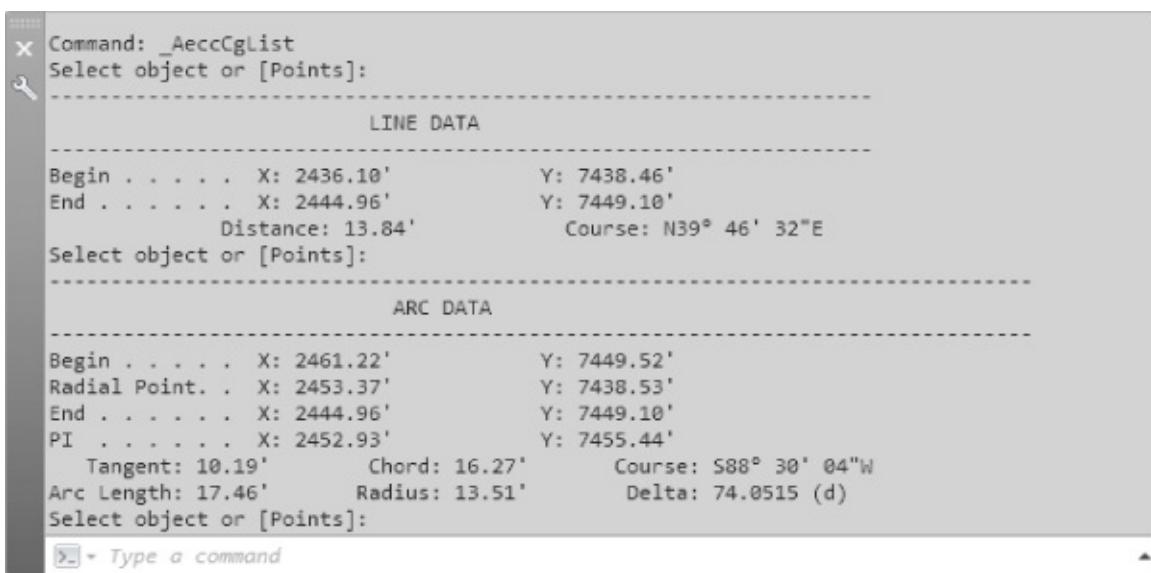 Command: _AeccCgList
Select object or [Points]:
-------------------------------------------------------------------
LINE DATA
-------------------------------------------------------------------
Begin . . . . . X: 2436.10' Y: 7438.46'
End . . . . . . X: 2444.96' Y: 7449.10'
Distance: 13.84' Course: N39° 46' 32"E
Select object or [Points]:
--------------------------------------------------------------------------------
ARC DATA
--------------------------------------------------------------------------------
Begin . . . . . X: 2461.22' Y: 7449.52'
Radial Point. . X: 2453.37' Y: 7438.53'
End . . . . . . X: 2444.96' Y: 7449.10'
PI . . . . . . X: 2452.93' Y: 7455.44'
Tangent: 10.19' Chord: 16.27' Course: S88° 30' 04"W
Arc Length: 17.46' Radius: 13.51' Delta: 74.0515 (d)
Select object or [Points]:
Type a command